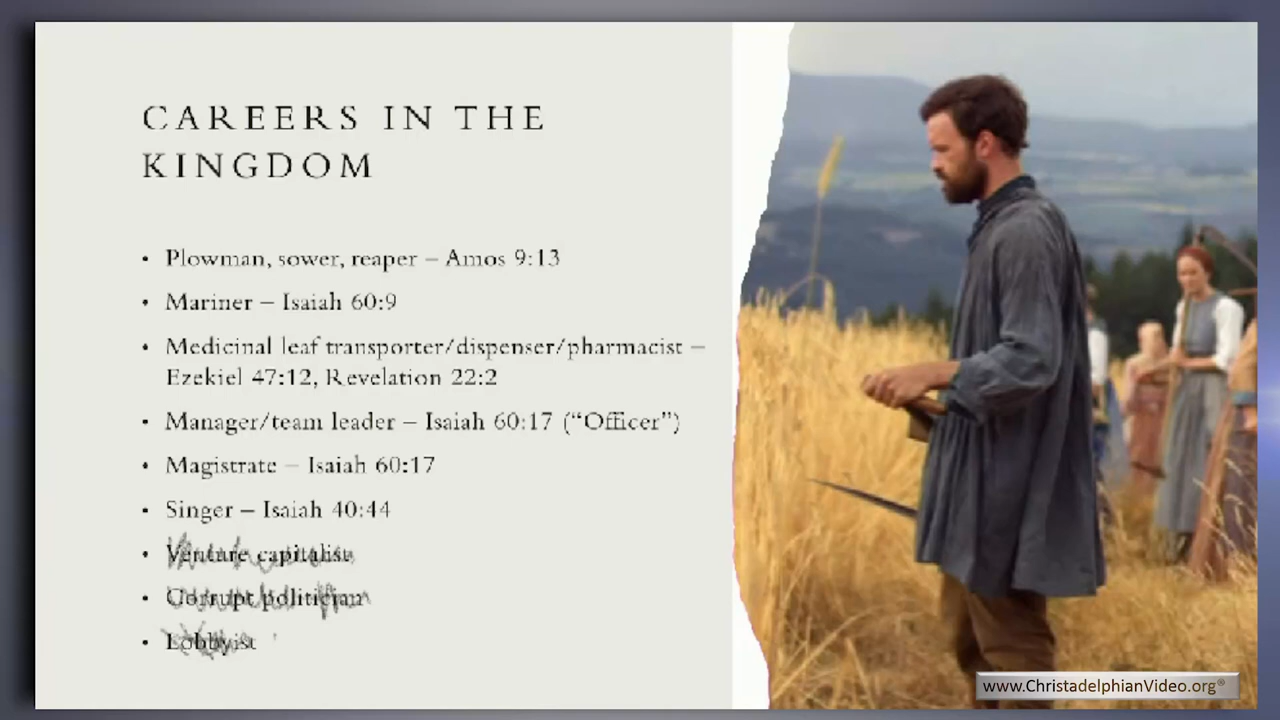 CAREERS IN THE
KINGDOM
• Plowman, sower, reaper – Amos 9:13
• Mariner – Isaiah 60:9
• Medicinal leaf transporter/dispenser/pharmacist –
Ezekiel 47:12, Revelation 22:2
• Manager/team leader – Isaiah 60:17 (“Officer”)
• Magistrate – Isaiah 60:17
• Singer – Isaiah 40:44
• Venture capitalist
• Corrupt politician
• Lobbyist
www.ChristadelphianVideo.org®